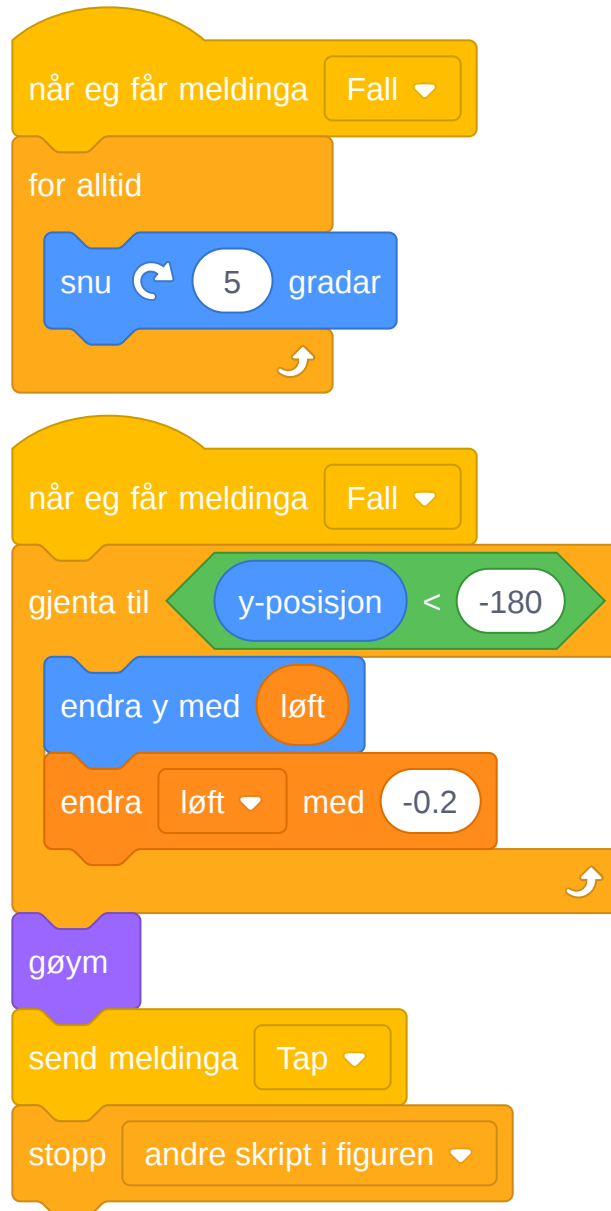 når eg får meldinga Fall
for alltid
snu 5 gradar
når eg får meldinga Fall
gjenta til y-posisjon < -180
endra y med løft
endra løft med -0.2
gøym
send meldinga Tap
stopp andre skript i figuren